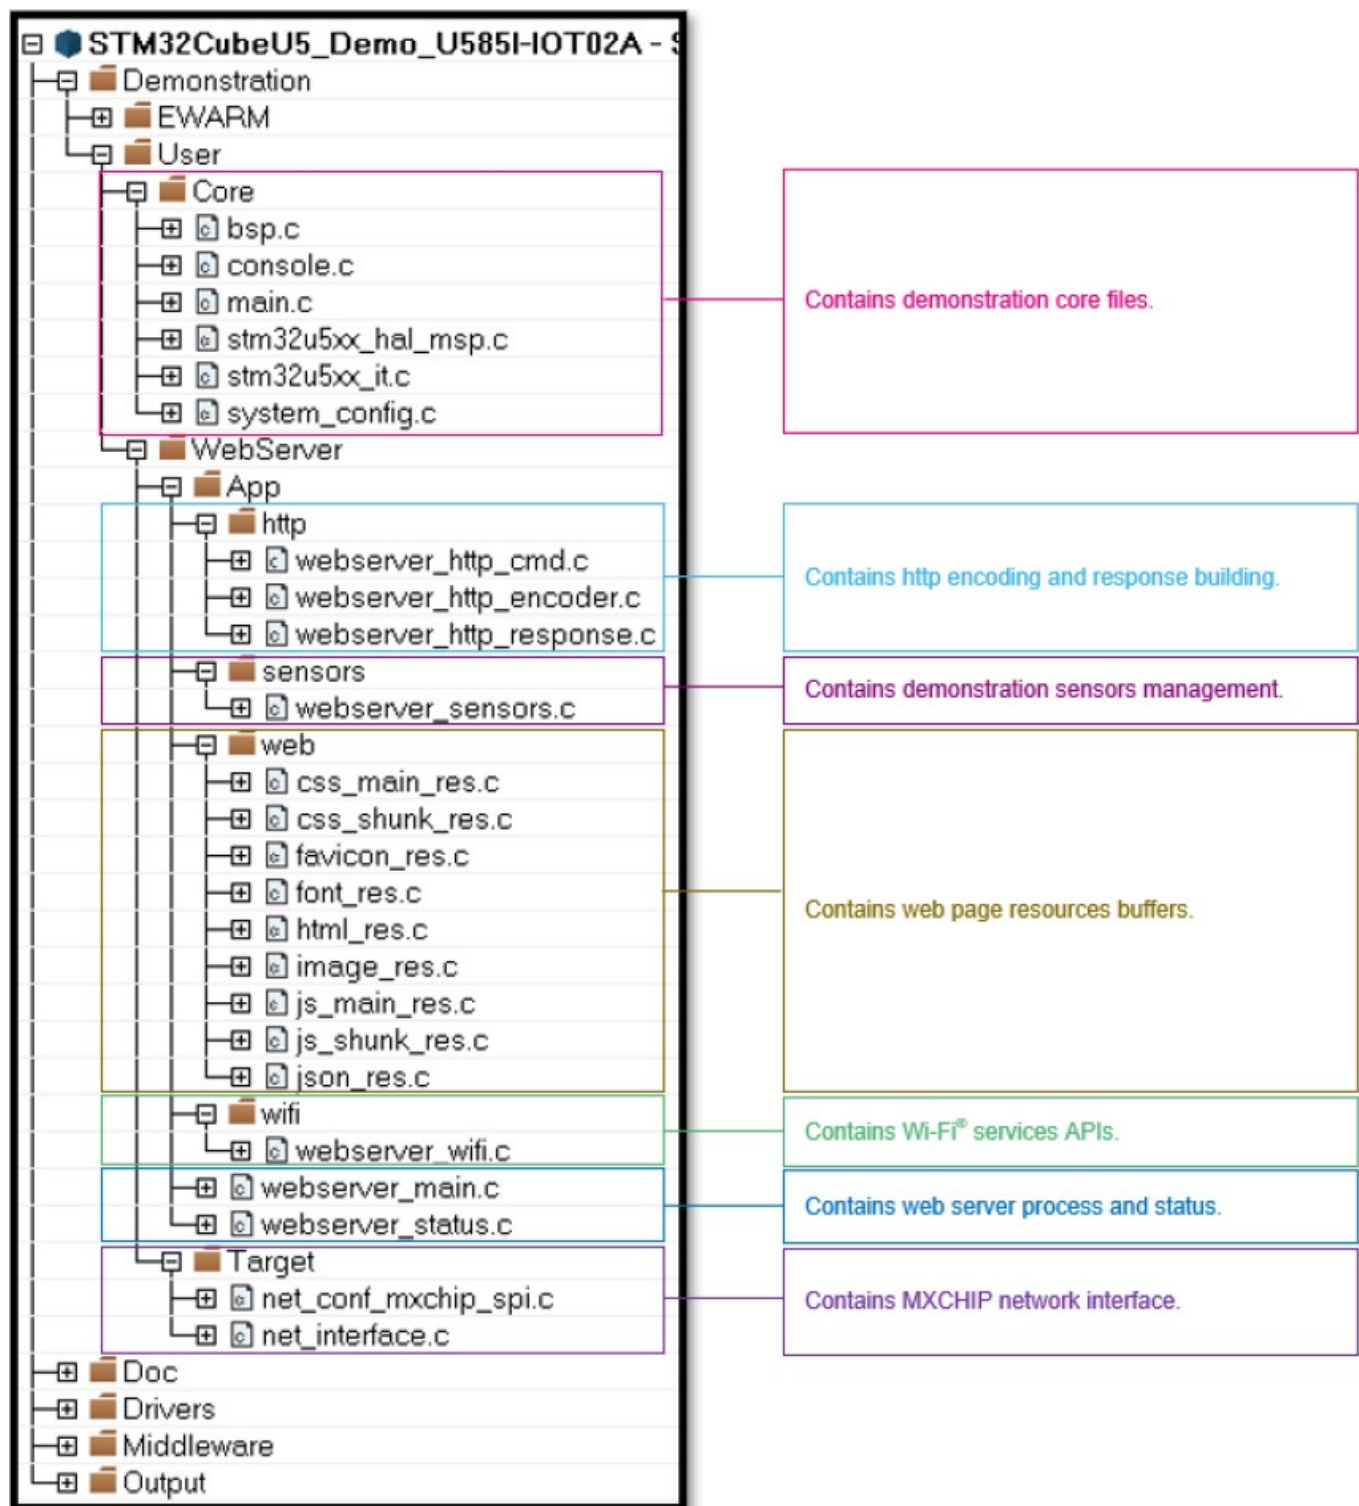 STM32CubeU5_Demo_U585I-IOT02A - S
Demonstration
EWARM
User
Core
bsp.c
console.c
main.c
stm32u5xx_hal_msp.c
stm32u5xx_it.c
system_config.c
Contains demonstration core files.
WebServer
App
http
webserver_http_cmd.c
webserver_http_encoder.c
webserver_http_response.c
Contains http encoding and response building.
sensors
webserver_sensors.c
Contains demonstration sensors management.
web
css_main_res.c
css_shunk_res.c
favicon_res.c
font_res.c
html_res.c
image_res.c
js_main_res.c
js_shunk_res.c
json_res.c
Contains web page resources buffers.
wifi
webserver_wifi.c
Contains Wi-Fi® services APIs.
webserver_main.c
webserver_status.c
Contains web server process and status.
Target
net_conf_mxchip_spi.c
net_interface.c
Contains MXCHIP network interface.
Doc
Drivers
Middleware
Output